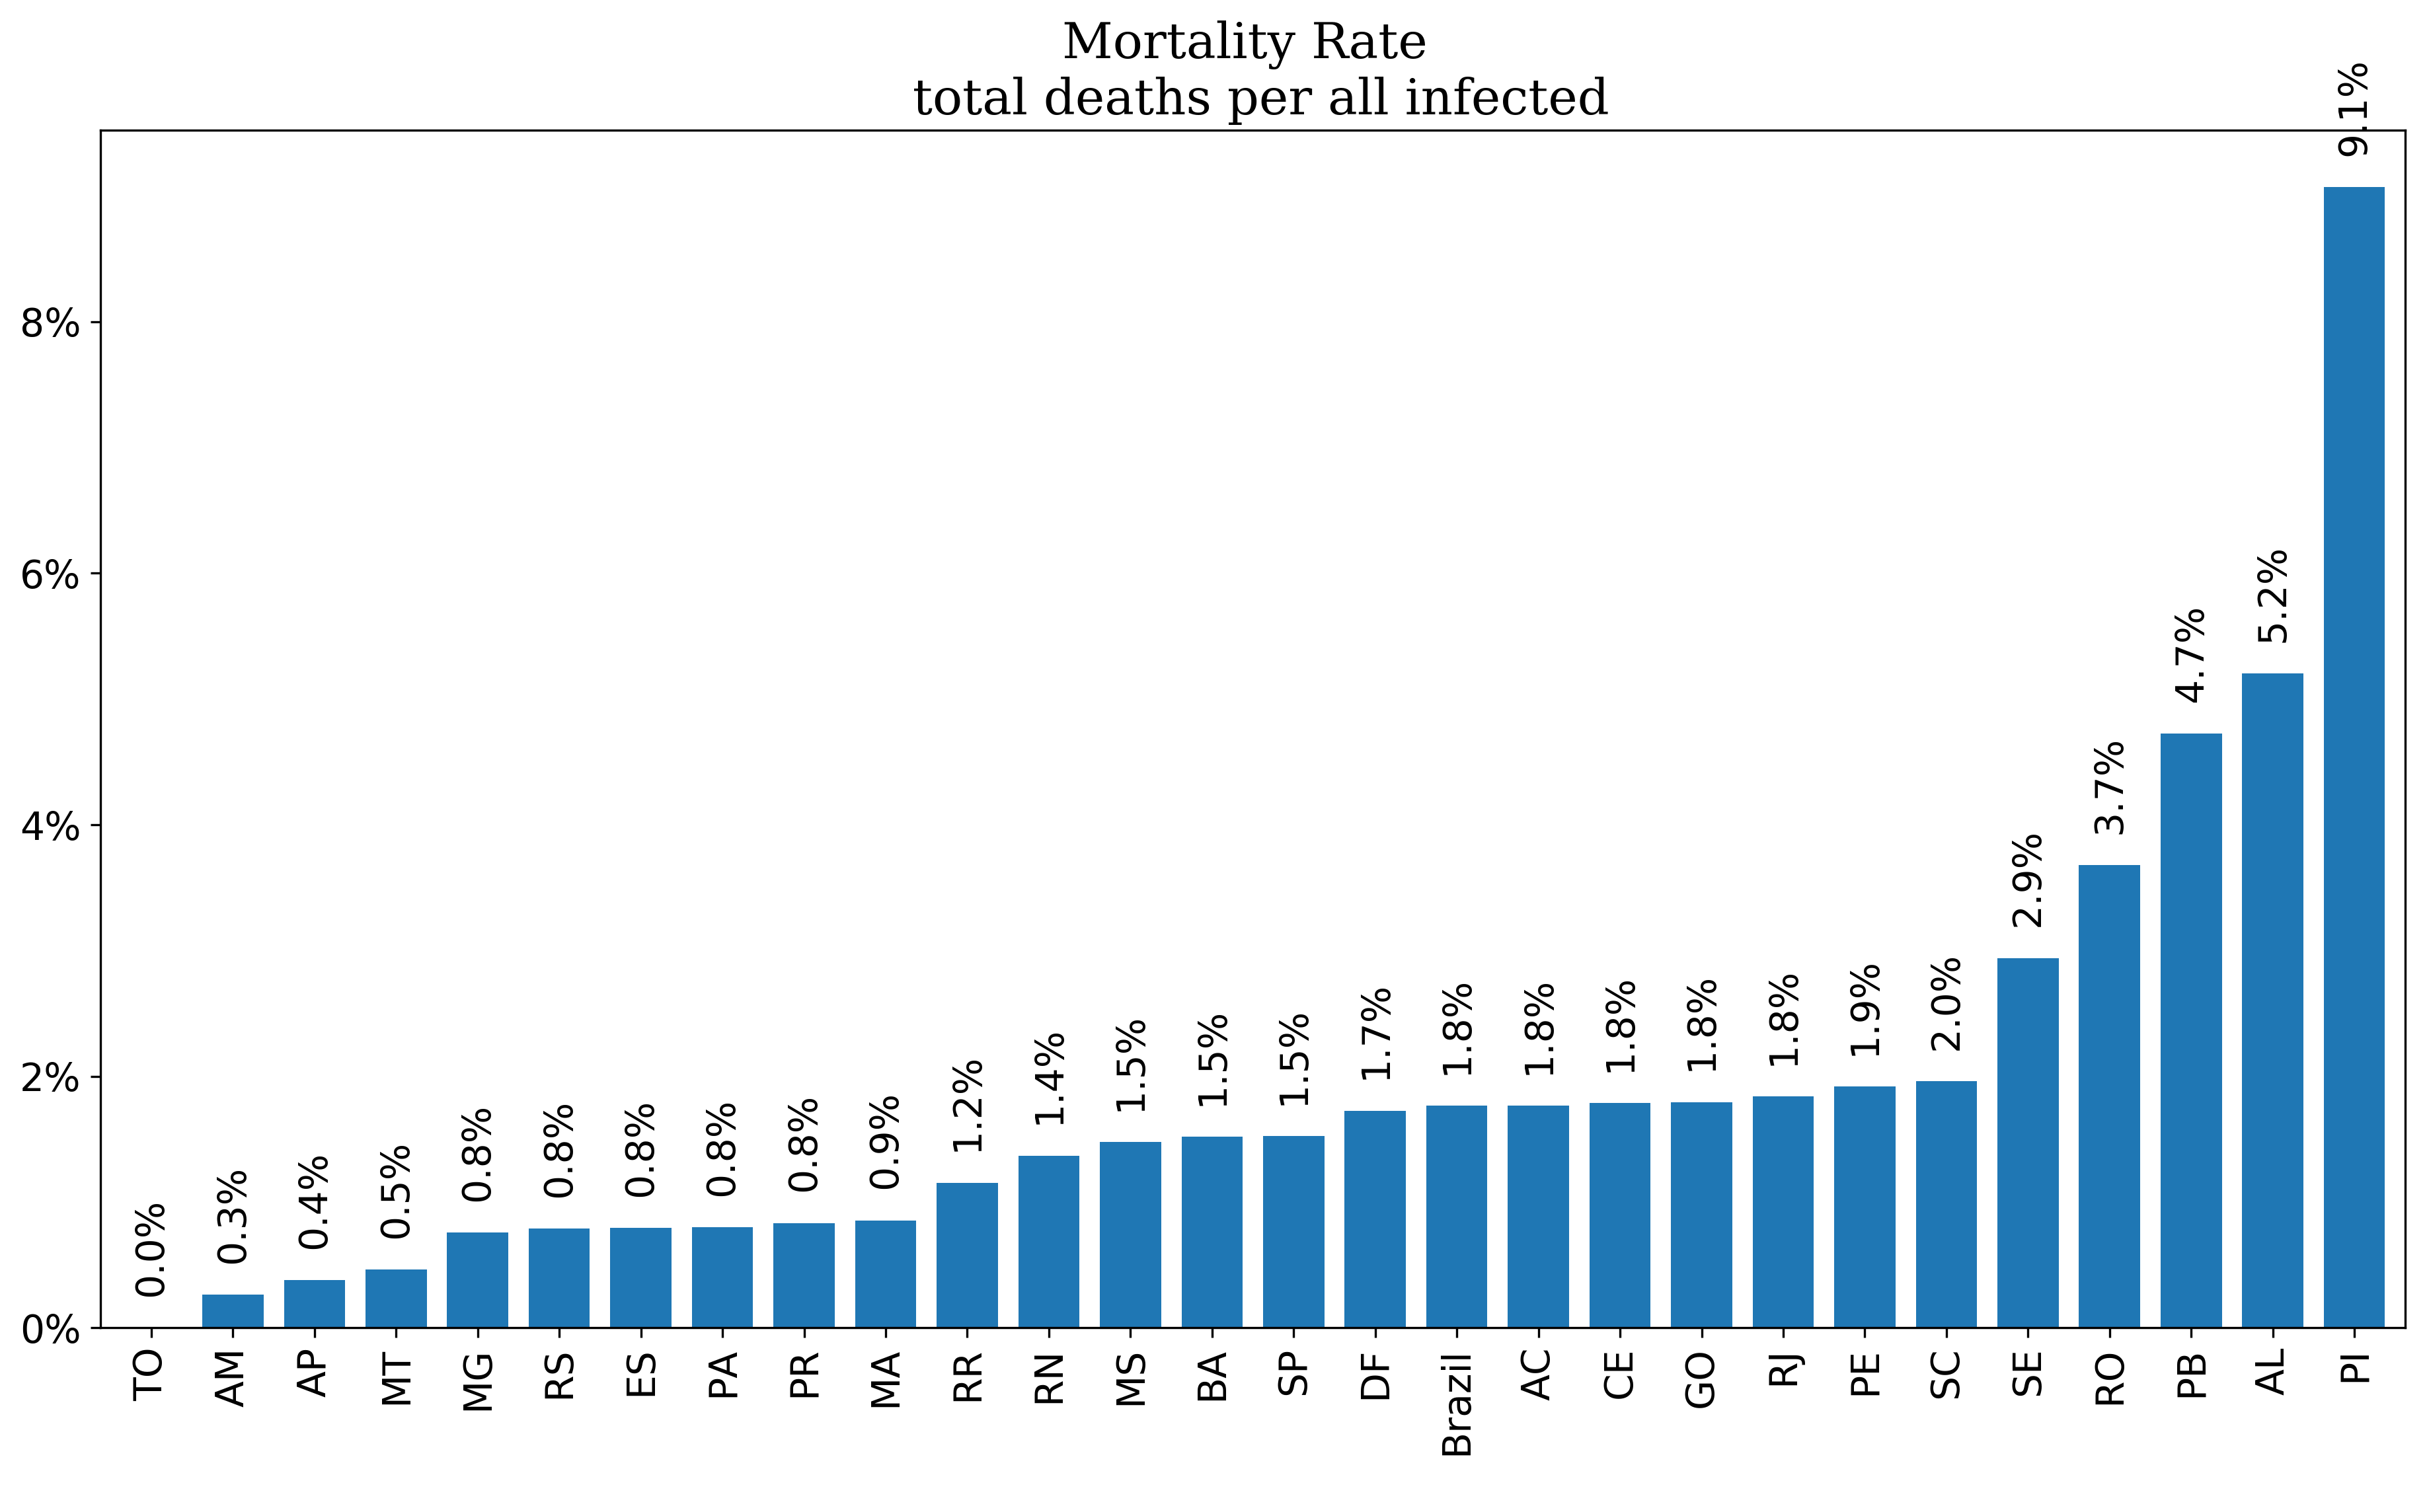 Mortality Rate
total deaths per all infected
8%
6%
4%
2%
0%
0.0%
0.3%
0.4%
0.5%
0.8%
0.8%
0.8%
0.8%
0.8%
0.9%
1.2%
1.4%
1.5%
1.5%
1.5%
1.7%
1.8%
1.8%
1.8%
1.8%
1.8%
1.9%
2.0%
2.9%
3.7%
4.7%
5.2%
9.1%
TO
AM
AP
MT
MG
RS
ES
PA
PR
MA
RR
RN
MS
BA
SP
DF
Brazil
AC
CE
GO
RJ
PE
SC
SE
RO
PB
AL
PI